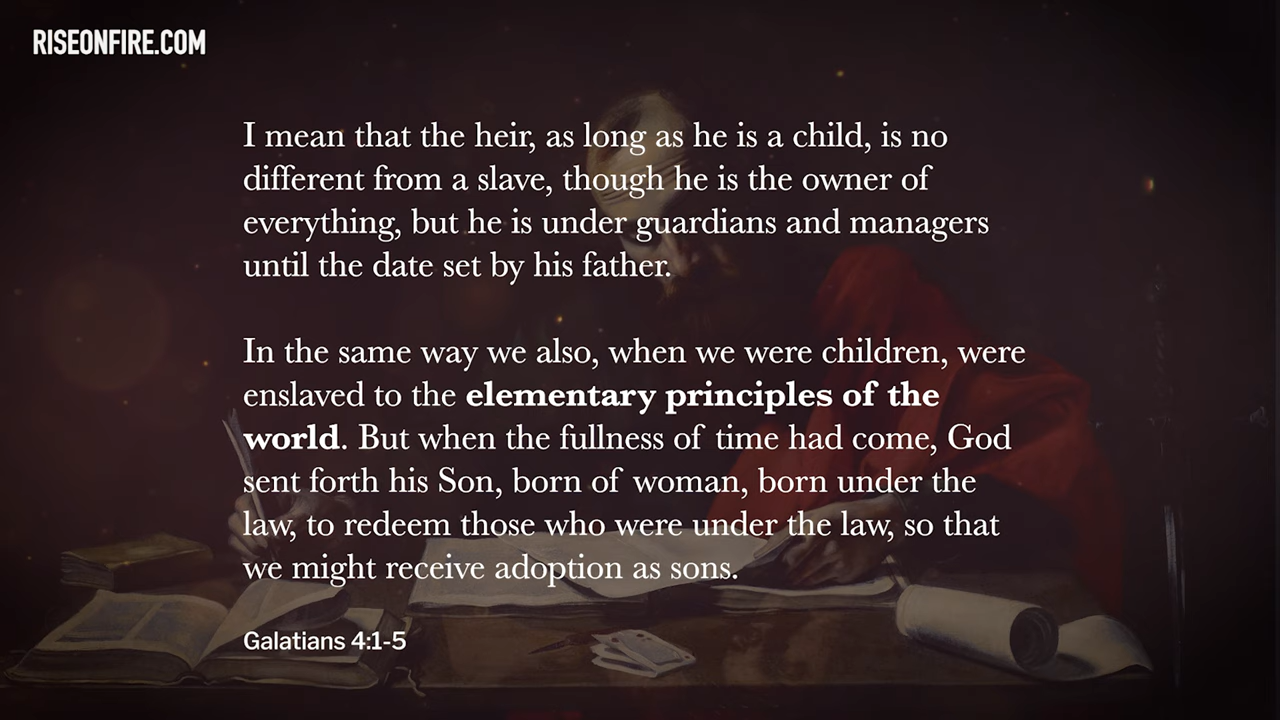 RISEONFIRE.COM
I mean that the heir, as long as he is a child, is no
different from a slave, though he is the owner of
everything, but he is under guardians and managers
until the date set by his father.
In the same way we also, when we were children, were
enslaved to the elementary principles of the
world. But when the fullness of time had come, God
sent forth his Son, born of woman, born under the
law, to redeem those who were under the law, so that
we might receive adoption as sons.
Galatians 4:1-5